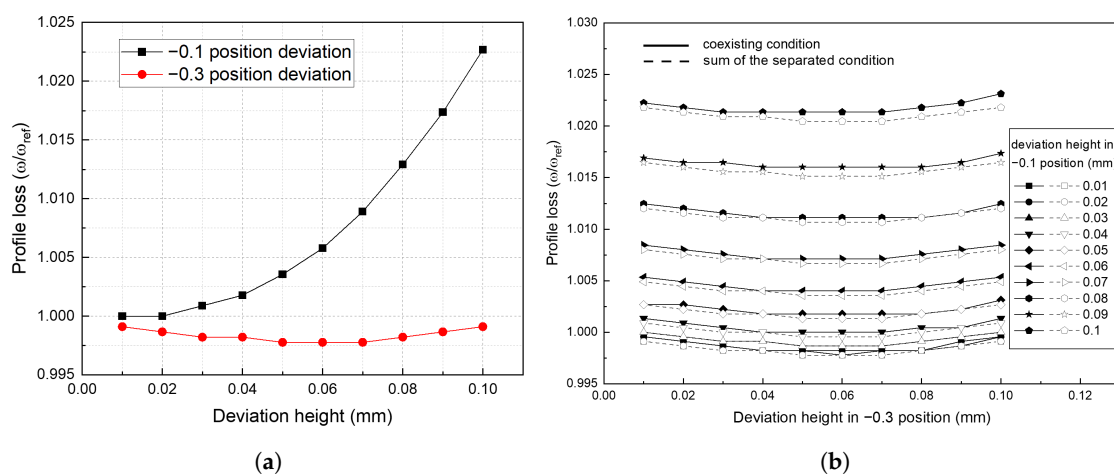 1.025
1.020
1.015
1.010
1.005
1.000
0.995
Profile loss (ω/ω_ref)
−0.1 position deviation
−0.3 position deviation
0.00 0.02 0.04 0.06 0.08 0.10
Deviation height (mm)
(a)
1.035
1.030
1.025
1.020
1.015
1.010
1.005
1.000
0.995
Profile loss (ω/ω_ref)
coexisting condition
sum of the separated condition
deviation height in
−0.1 position (mm
0.01
0.02
0.03
0.04
0.05
0.06
0.07
0.08
0.09
0.1
0.00 0.02 0.04 0.06 0.08 0.10 0.12
Deviation height in −0.3 position (mm)
(b)